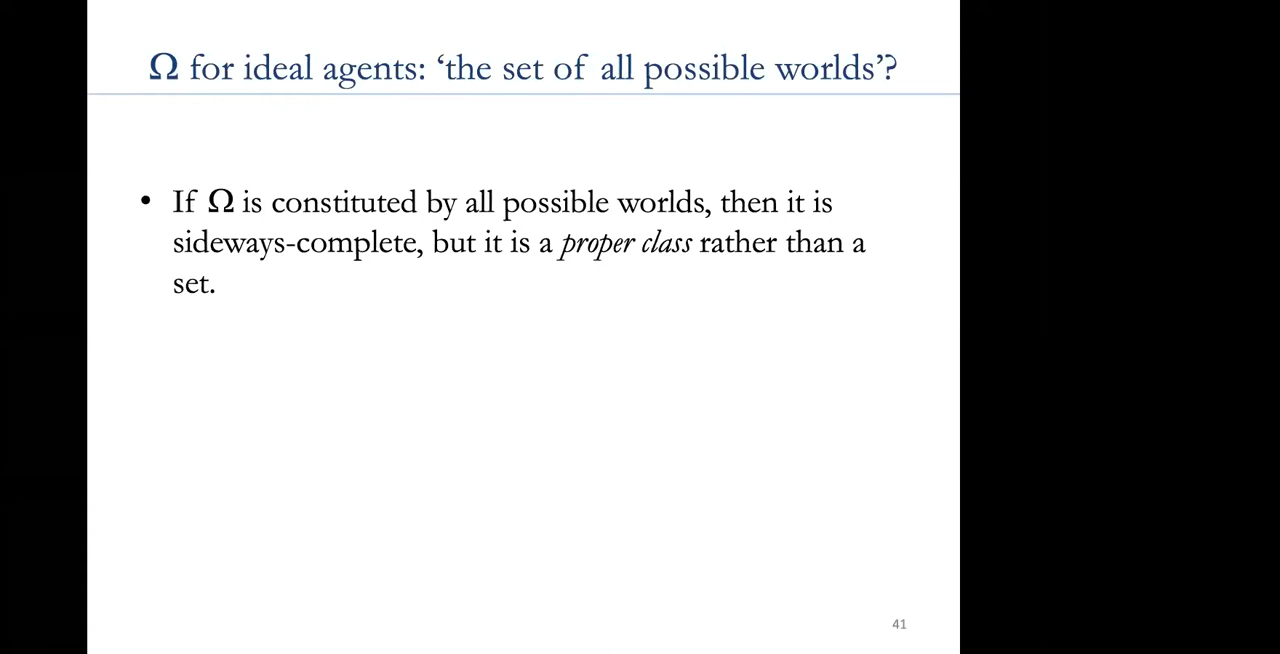 Ω for ideal agents: ‘the set of all possible worlds’?
• If Ω is constituted by all possible worlds, then it is
sideways-complete, but it is a proper class rather than a
set.
41